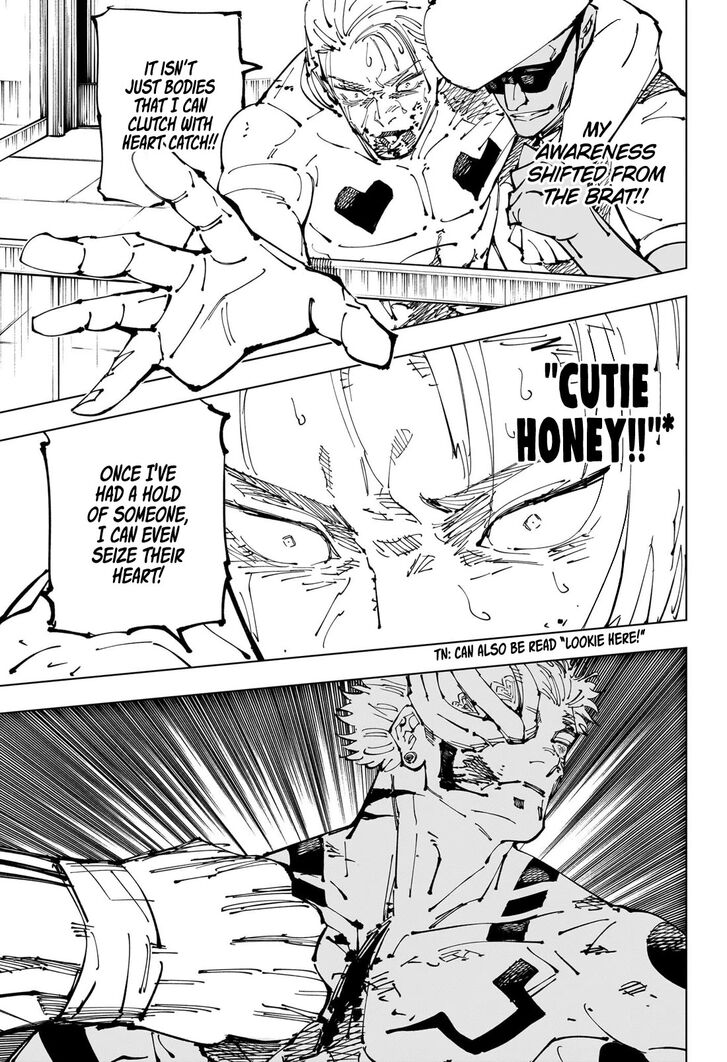 MY
AWARENESS
SHIFTED FROM
THE BRAT!!
IT ISN'T
JUST BODIES
THAT I CAN
CLUTCH WITH
HEART CATCH!!
"CUTIE
HONEY!!"*
ONCE I'VE
HAD A HOLD
OF SOMEONE,
I CAN EVEN
SEIZE THEIR
HEART!
TN: CAN ALSO BE READ "LOOKIE HERE!"